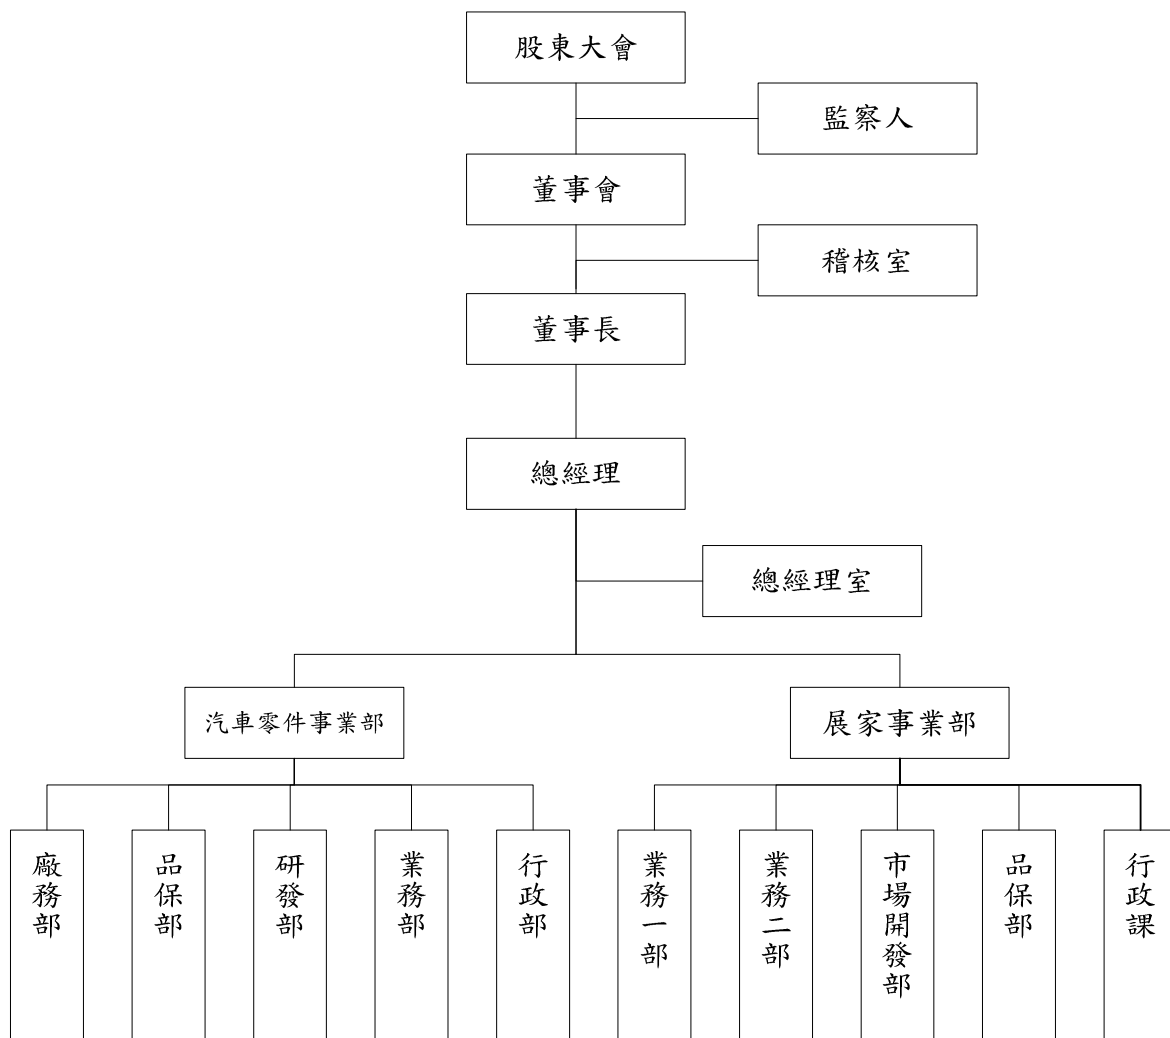 股東大會
監察人
董事會
稽核室
董事長
總經理
總經理室
汽車零件事業部
展家事業部
廠務部
品保部
研發部
業務部
行政部
業務一部
業務二部
市場開發部
品保部
行政課